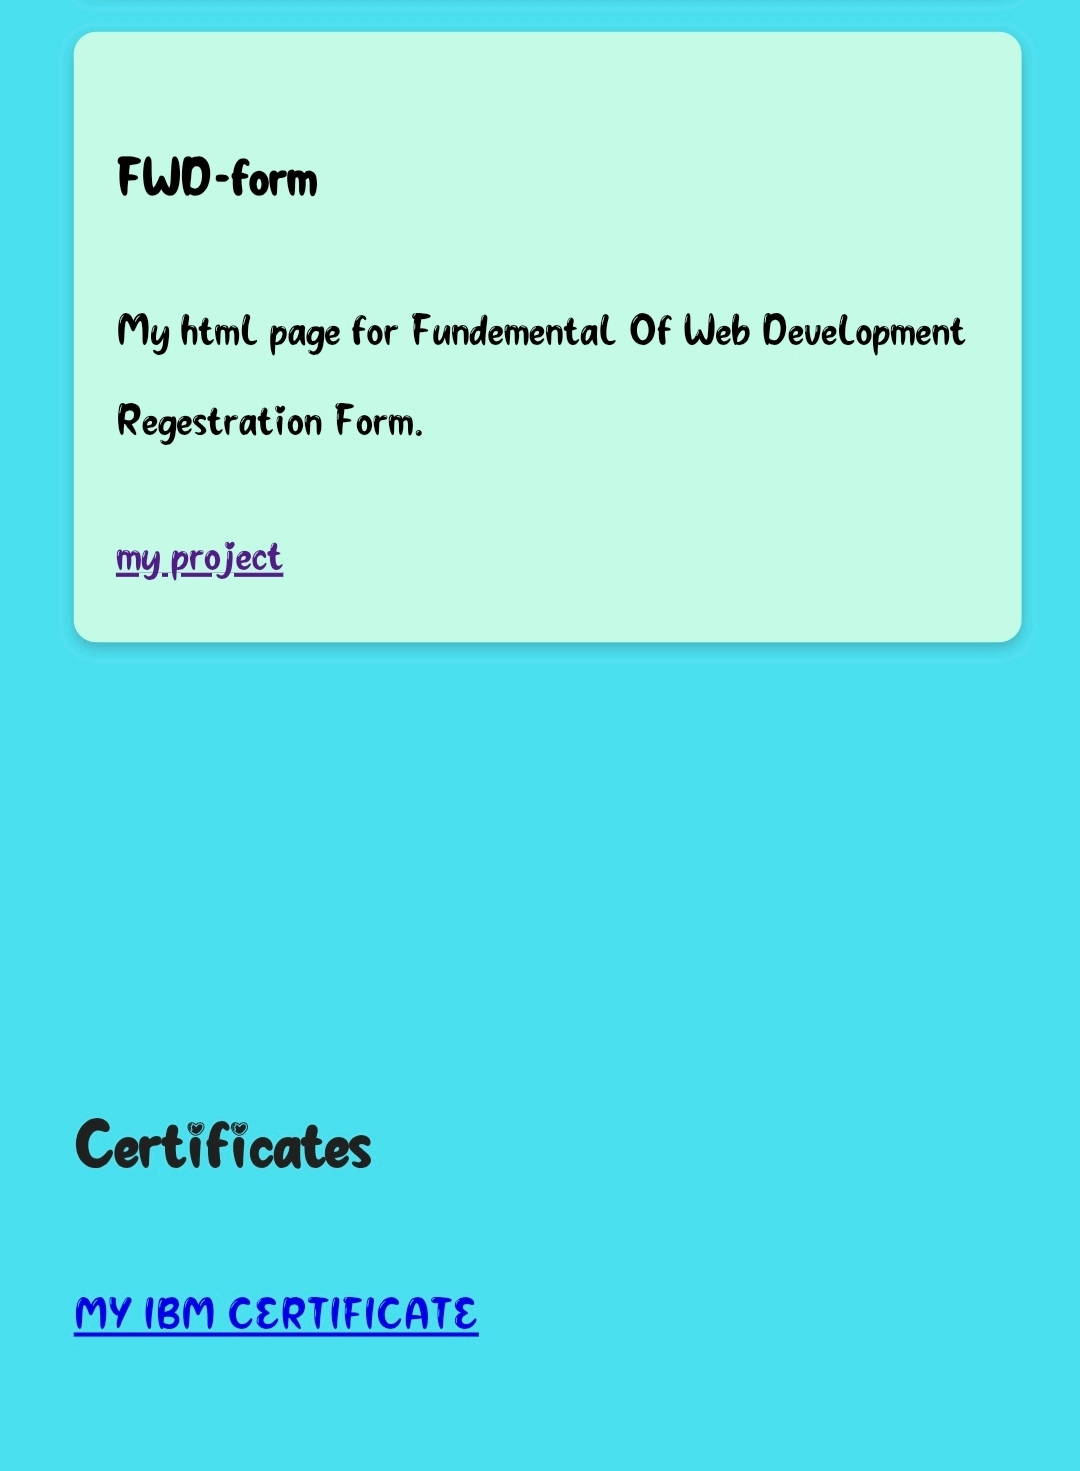 FWD-form
My html page for Fundemental Of Web Development
Regestration Form.
my project
Certificates
MY IBM CERTIFICATE